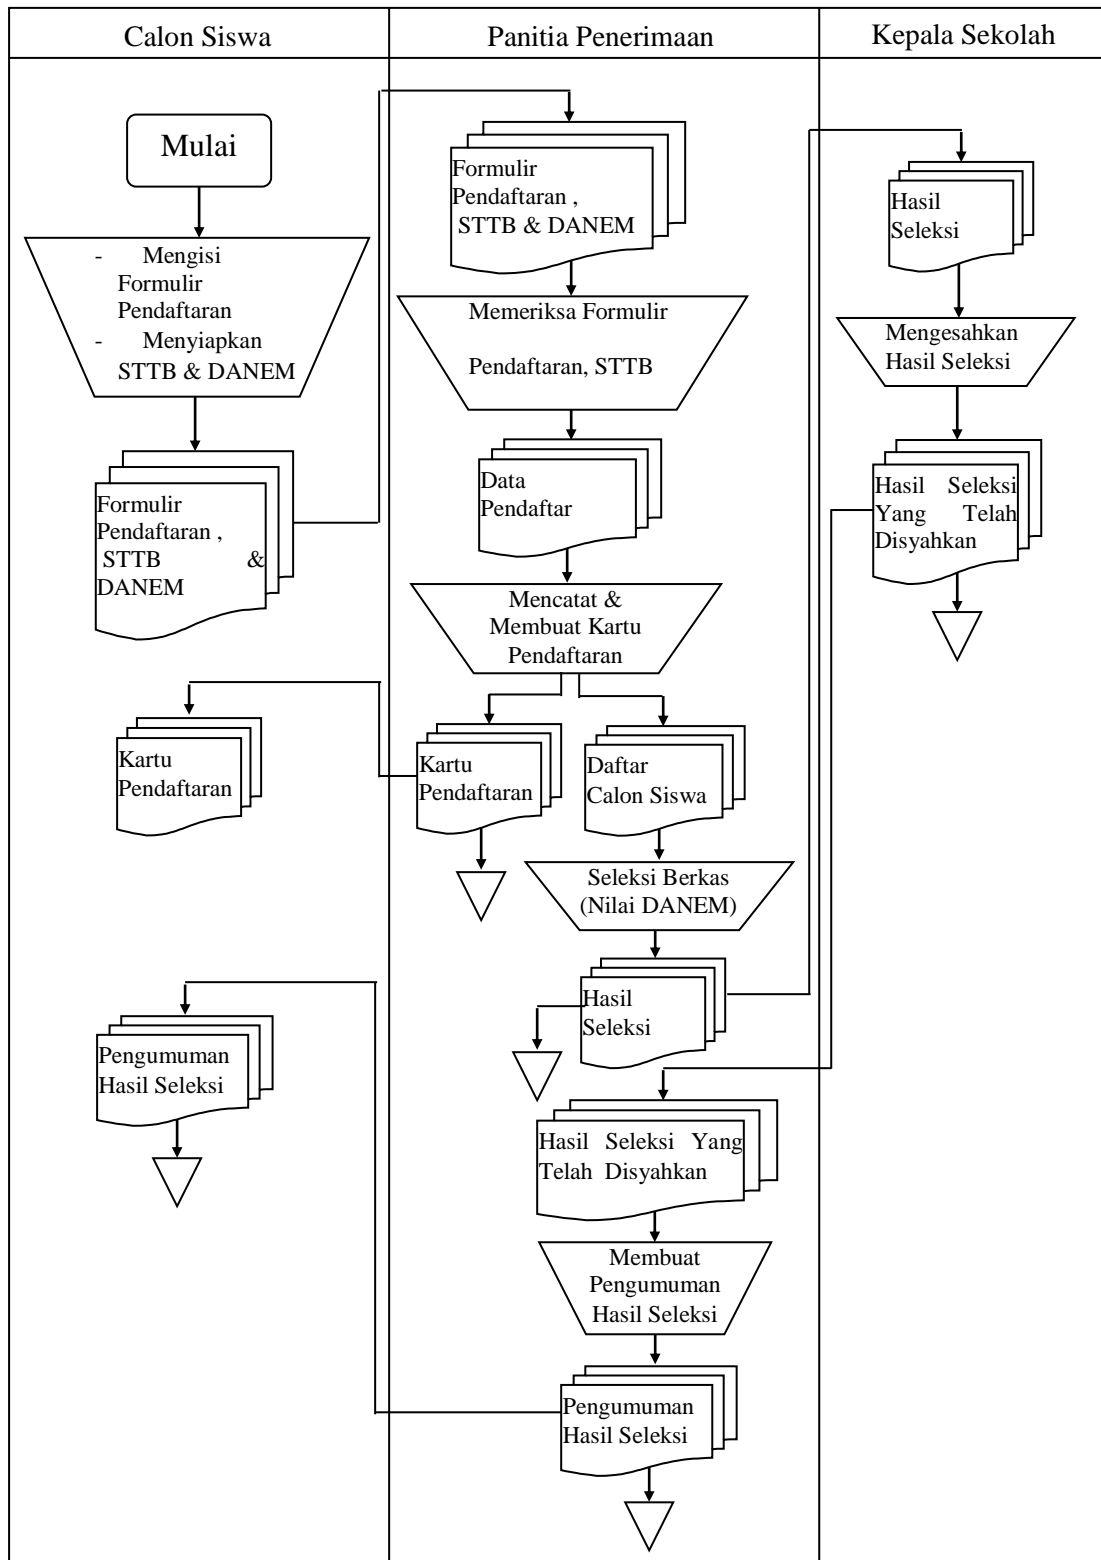 Calon Siswa
Panitia Penerimaan
Kepala Sekolah
Mulai
- Mengisi
Formulir
Pendaftaran
- Menyiapkan
STTB & DANEM
Formulir
Pendaftaran ,
STTB &
DANEM
Kartu
Pendaftaran
Pengumuman
Hasil Seleksi
Formulir
Pendaftaran ,
STTB & DANEM
Memeriksa Formulir
Pendaftaran, STTB
Data
Pendaftar
Mencatat &
Membuat Kartu
Pendaftaran
Kartu
Pendaftaran
Daftar
Calon Siswa
Seleksi Berkas
(Nilai DANEM)
Hasil
Seleksi
Hasil Seleksi Yang
Telah Disyahkan
Membuat
Pengumuman
Hasil Seleksi
Pengumuman
Hasil Seleksi
Hasil
Seleksi
Mengesahkan
Hasil Seleksi
Hasil Seleksi
Yang Telah
Disyahkan